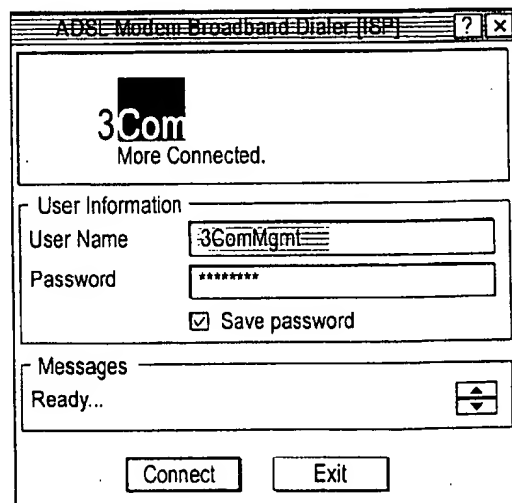 ADSL Modem Broadband Dialer [ISP] ? ×
3Com
More Connected.
User Information
User Name 3ComMgmt
Password ********
Save password
Messages
Ready...
Connect Exit